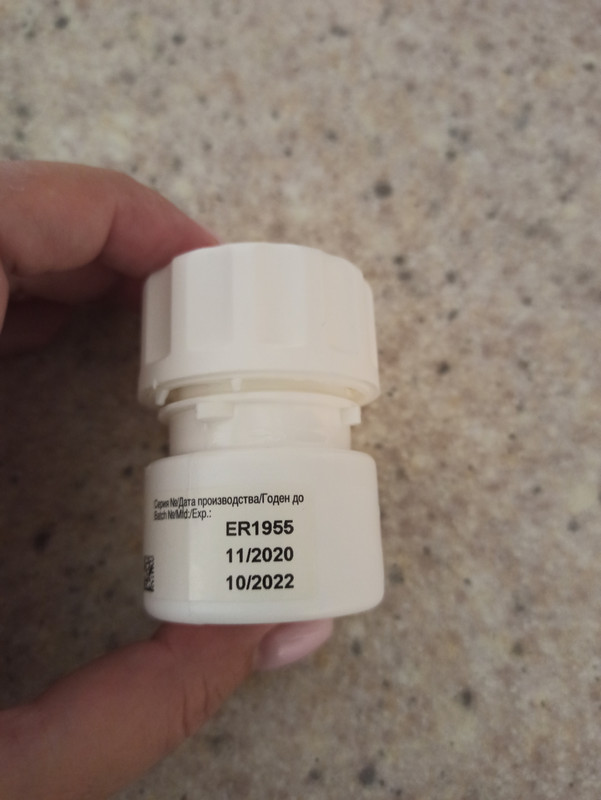 Серия №/Дата производства/Годен до
Batch №/Mfd./Exp.:
ER1955
11/2020
10/2022